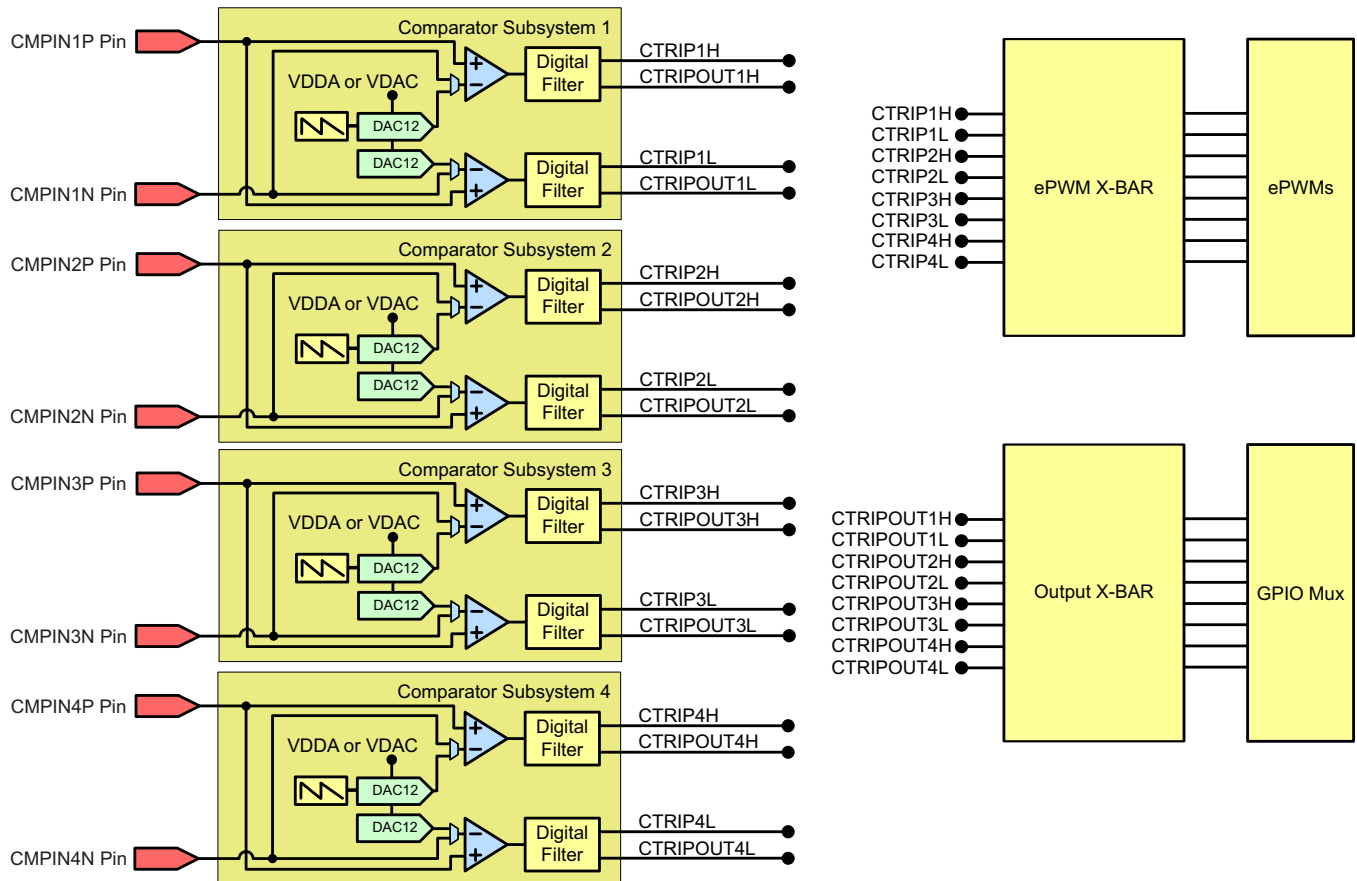 Comparator Subsystem 1
CMPIN1P Pin
VDDA or VDAC
DAC12
DAC12
+
−
−
+
Digital
Filter
Digital
Filter
CTRIP1H
CTRIPOUT1H
CTRIP1L
CTRIPOUT1L
CMPIN1N Pin
Comparator Subsystem 2
CMPIN2P Pin
VDDA or VDAC
DAC12
DAC12
+
−
−
+
Digital
Filter
Digital
Filter
CTRIP2H
CTRIPOUT2H
CTRIP2L
CTRIPOUT2L
CMPIN2N Pin
Comparator Subsystem 3
CMPIN3P Pin
VDDA or VDAC
DAC12
DAC12
+
−
−
+
Digital
Filter
Digital
Filter
CTRIP3H
CTRIPOUT3H
CTRIP3L
CTRIPOUT3L
CMPIN3N Pin
Comparator Subsystem 4
CMPIN4P Pin
VDDA or VDAC
DAC12
DAC12
+
−
−
+
Digital
Filter
Digital
Filter
CTRIP4H
CTRIPOUT4H
CTRIP4L
CTRIPOUT4L
CMPIN4N Pin
CTRIP1H
CTRIP1L
CTRIP2H
CTRIP2L
CTRIP3H
CTRIP3L
CTRIP4H
CTRIP4L
ePWM X-BAR
ePWMs
CTRIPOUT1H
CTRIPOUT1L
CTRIPOUT2H
CTRIPOUT2L
CTRIPOUT3H
CTRIPOUT3L
CTRIPOUT4H
CTRIPOUT4L
Output X-BAR
GPIO Mux